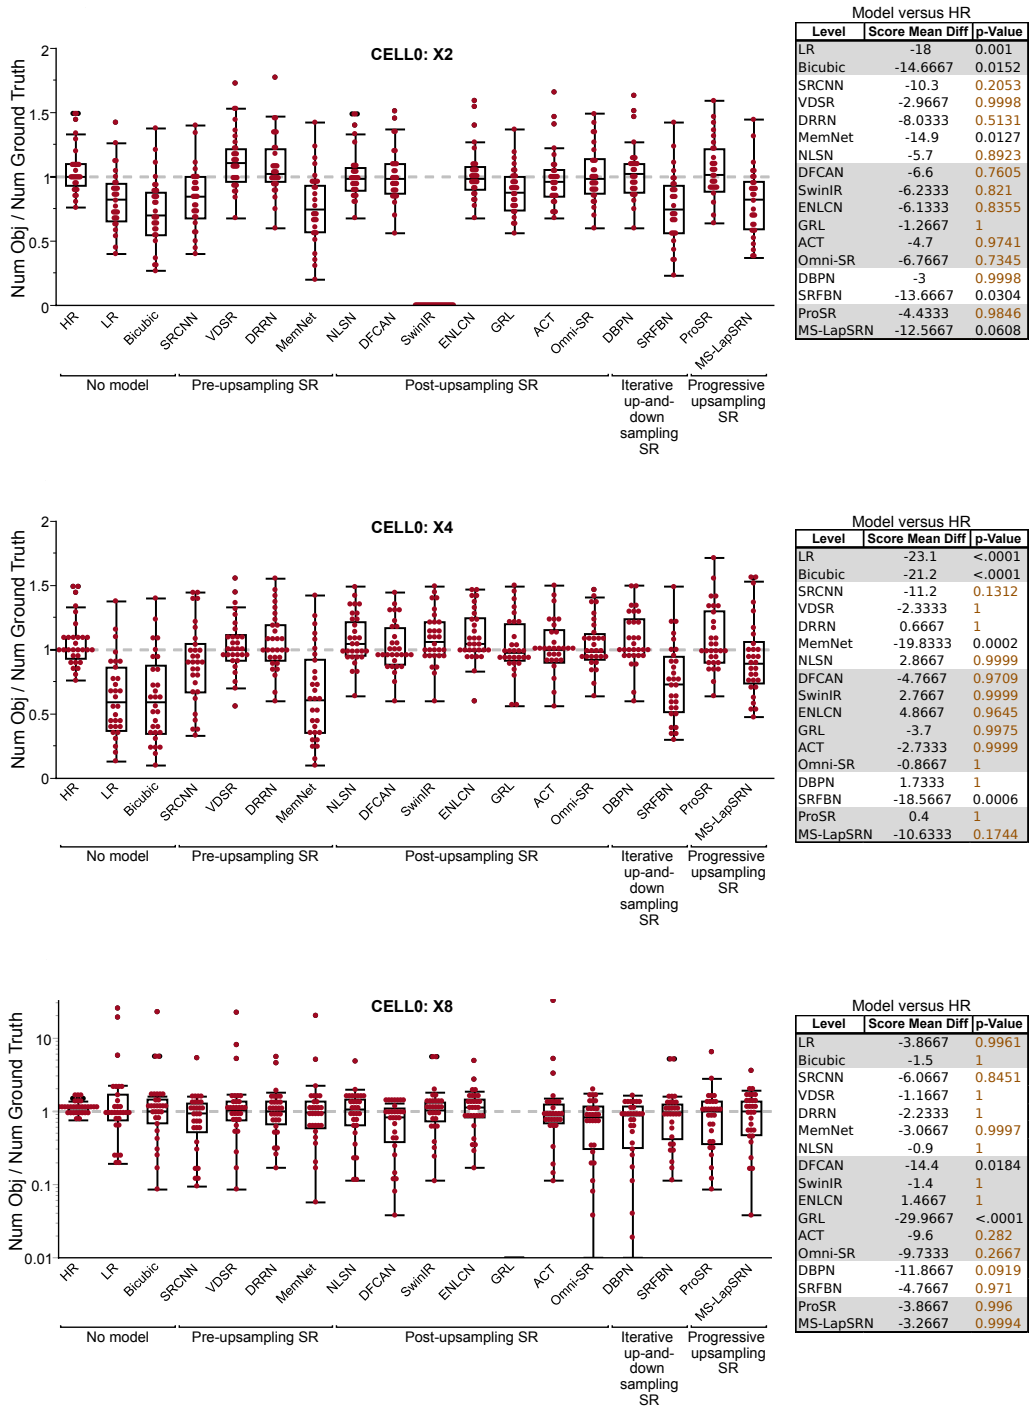 CELL0: X2
Num Obj / Num Ground Truth
2
1.5
1
0.5
0
HR
LR
Bicubic
SRCNN
VDSR
DRRN
MemNet
NLSN
DFCAN
SwinIR
ENLCN
GRL
ACT
Omni-SR
DBPN
SRFBN
ProSR
MS-LapSRN
No model
Pre-upsampling SR
Post-upsampling SR
Iterative
up-and-
down
sampling
SR
Progressive
upsampling
SR
Model versus HR
Level Score Mean Diff p-Value
LR -18 0.001
Bicubic -14.6667 0.0152
SRCNN -10.3 0.2053
VDSR -2.9667 0.9998
DRRN -8.0333 0.5131
MemNet -14.9 0.0127
NLSN -5.7 0.8923
DFCAN -6.6 0.7605
SwinIR -6.2333 0.821
ENLCN -6.1333 0.8355
GRL -1.2667 1
ACT -4.7 0.9741
Omni-SR -6.7667 0.7345
DBPN -3 0.9998
SRFBN -13.6667 0.0304
ProSR -4.4333 0.9846
MS-LapSRN -12.5667 0.0608
CELL0: X4
Num Obj / Num Ground Truth
2
1.5
1
0.5
0
HR
LR
Bicubic
SRCNN
VDSR
DRRN
MemNet
NLSN
DFCAN
SwinIR
ENLCN
GRL
ACT
Omni-SR
DBPN
SRFBN
ProSR
MS-LapSRN
No model
Pre-upsampling SR
Post-upsampling SR
Iterative
up-and-
down
sampling
SR
Progressive
upsampling
SR
Model versus HR
Level Score Mean Diff p-Value
LR -23.1 <.0001
Bicubic -21.2 <.0001
SRCNN -11.2 0.1312
VDSR -2.3333 1
DRRN 0.6667 1
MemNet -19.8333 0.0002
NLSN 2.8667 0.9999
DFCAN -4.7667 0.9709
SwinIR 2.7667 0.9999
ENLCN 4.8667 0.9645
GRL -3.7 0.9975
ACT -2.7333 0.9999
Omni-SR -0.8667 1
DBPN 1.7333 1
SRFBN -18.5667 0.0006
ProSR 0.4 1
MS-LapSRN -10.6333 0.1744
CELL0: X8
Num Obj / Num Ground Truth
10
1
0.1
0.01
HR
LR
Bicubic
SRCNN
VDSR
DRRN
MemNet
NLSN
DFCAN
SwinIR
ENLCN
GRL
ACT
Omni-SR
DBPN
SRFBN
ProSR
MS-LapSRN
No model
Pre-upsampling SR
Post-upsampling SR
Iterative
up-and-
down
sampling
SR
Progressive
upsampling
SR
Model versus HR
Level Score Mean Diff p-Value
LR -3.8667 0.9961
Bicubic -1.5 1
SRCNN -6.0667 0.8451
VDSR -1.1667 1
DRRN -2.2333 1
MemNet -3.0667 0.9997
NLSN -0.9 1
DFCAN -14.4 0.0184
SwinIR -1.4 1
ENLCN 1.4667 1
GRL -29.9667 <.0001
ACT -9.6 0.282
Omni-SR -9.7333 0.2667
DBPN -11.8667 0.0919
SRFBN -4.7667 0.971
ProSR -3.8667 0.996
MS-LapSRN -3.2667 0.9994